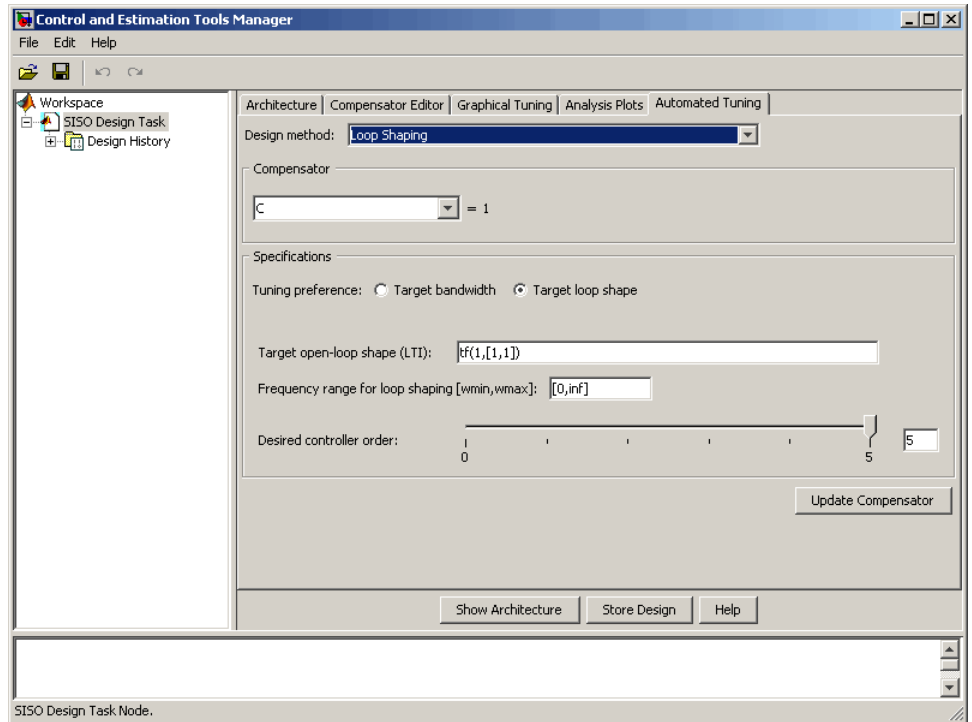 Control and Estimation Tools Manager
File Edit Help
Workspace
SISO Design Task
Design History
Architecture Compensator Editor Graphical Tuning Analysis Plots Automated Tuning
Design method: Loop Shaping
Compensator
C = 1
Specifications
Tuning preference: Target bandwidth Target loop shape
Target open-loop shape (LTI): tf(1,[1,1])
Frequency range for loop shaping [wmin,wmax]: [0,inf]
Desired controller order: 5
0 5
Update Compensator
Show Architecture Store Design Help
SISO Design Task Node.